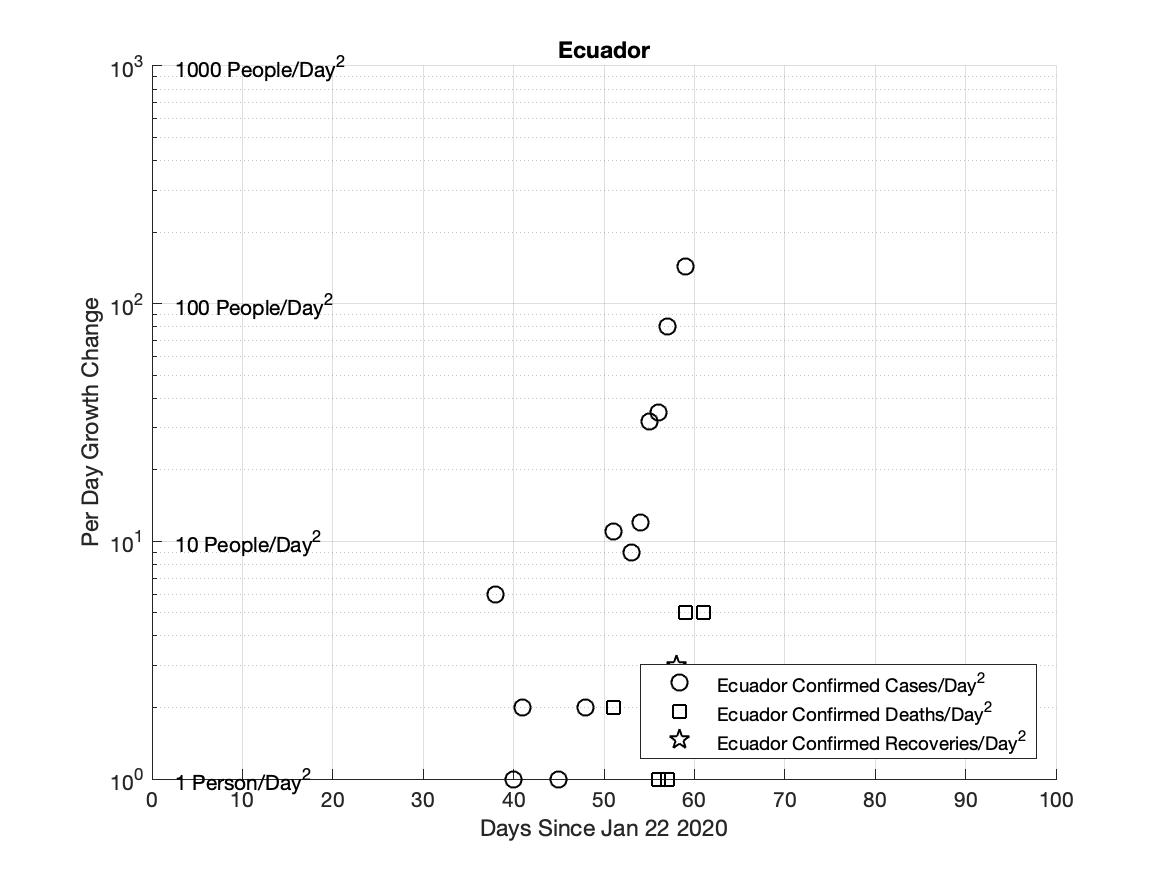 Ecuador
10³
1000 People/Day²
10²
100 People/Day²
Per Day Growth Change
10¹
10 People/Day²
Ecuador Confirmed Cases/Day²
Ecuador Confirmed Deaths/Day²
Ecuador Confirmed Recoveries/Day²
10⁰
1 Person/Day²
0 10 20 30 40 50 60 70 80 90 100
Days Since Jan 22 2020